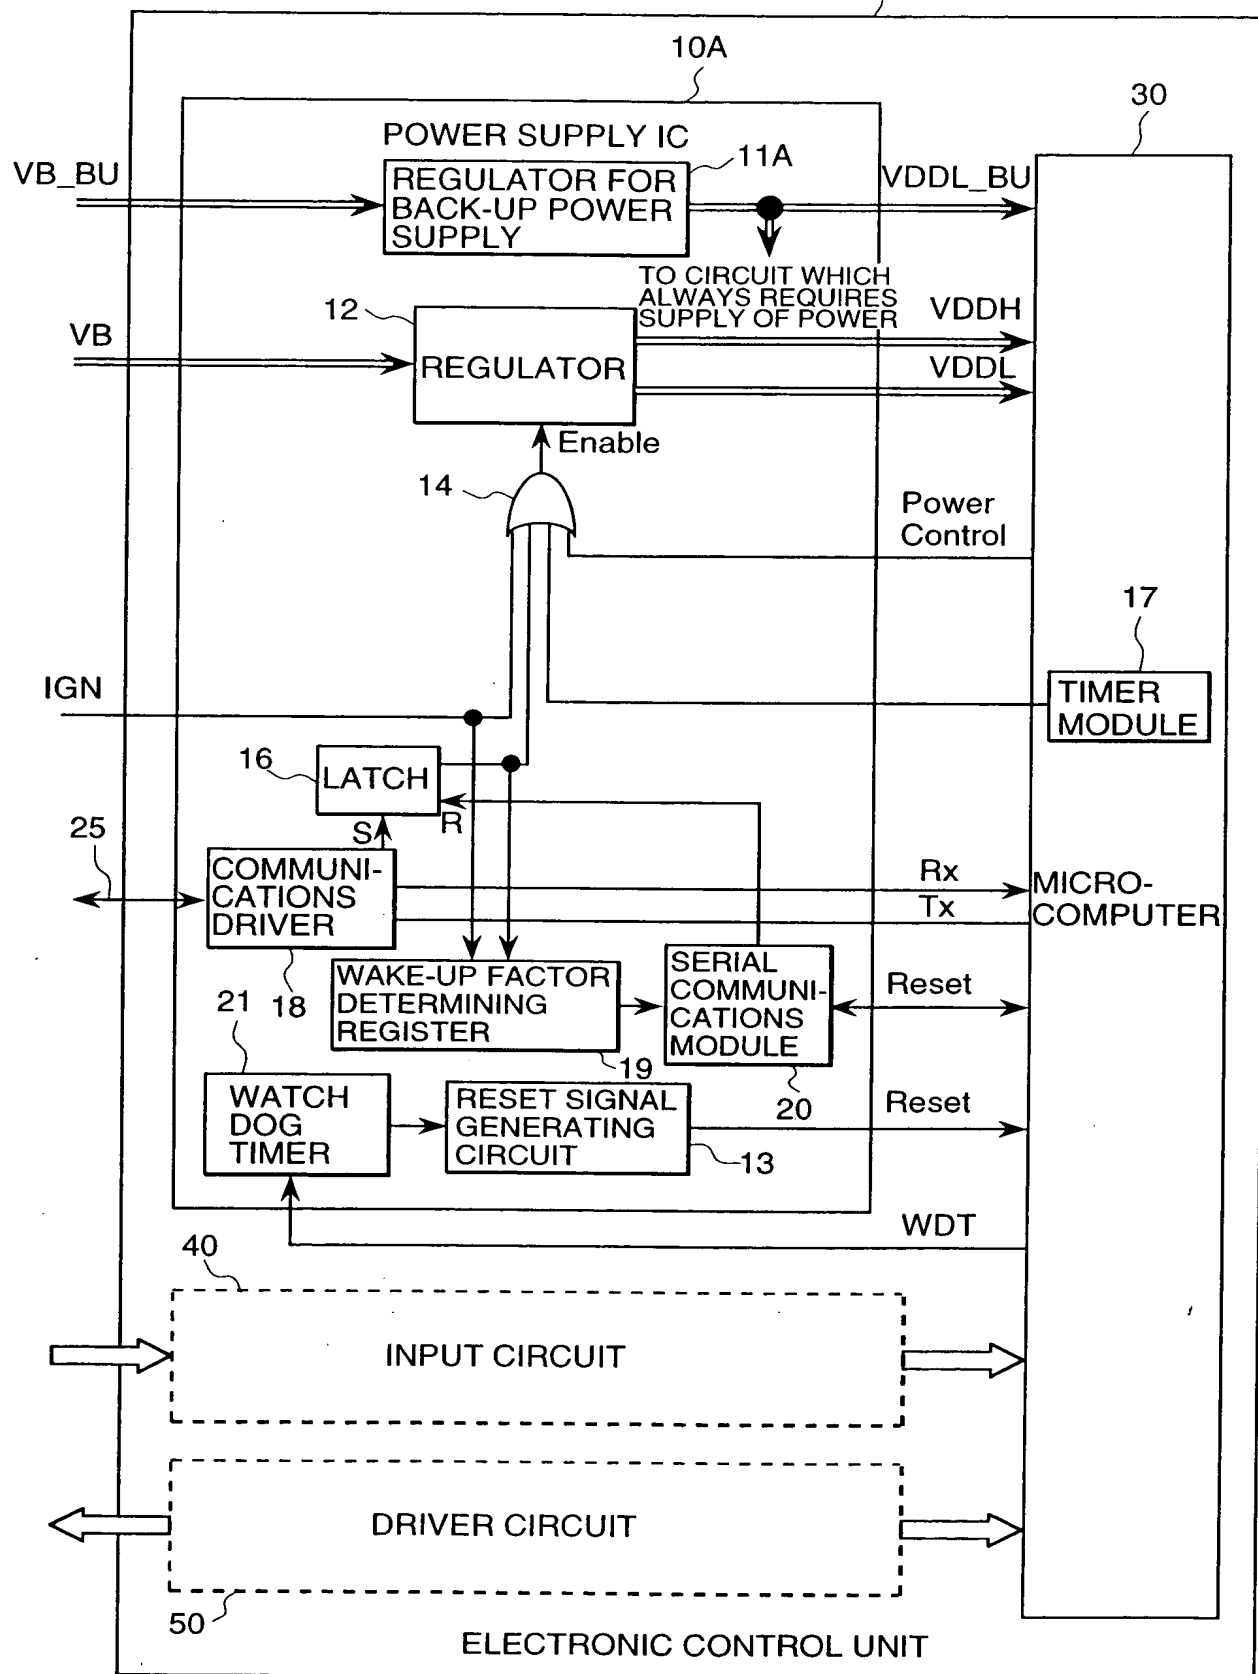 10A
30
POWER SUPPLY IC
11A
VB_BU
REGULATOR FOR
BACK-UP POWER
SUPPLY
VDDL_BU
TO CIRCUIT WHICH
ALWAYS REQUIRES
SUPPLY OF POWER
12
VB
REGULATOR
VDDH
VDDL
Enable
14
Power
Control
17
IGN
TIMER
MODULE
16
LATCH
S
R
25
COMMUNI-
CATIONS
DRIVER
Rx
Tx
MICRO-
COMPUTER
18
WAKE-UP FACTOR
DETERMINING
REGISTER
19
SERIAL
COMMUNI-
CATIONS
MODULE
20
Reset
21
WATCH
DOG
TIMER
RESET SIGNAL
GENERATING
CIRCUIT
13
Reset
WDT
40
INPUT CIRCUIT
DRIVER CIRCUIT
50
ELECTRONIC CONTROL UNIT